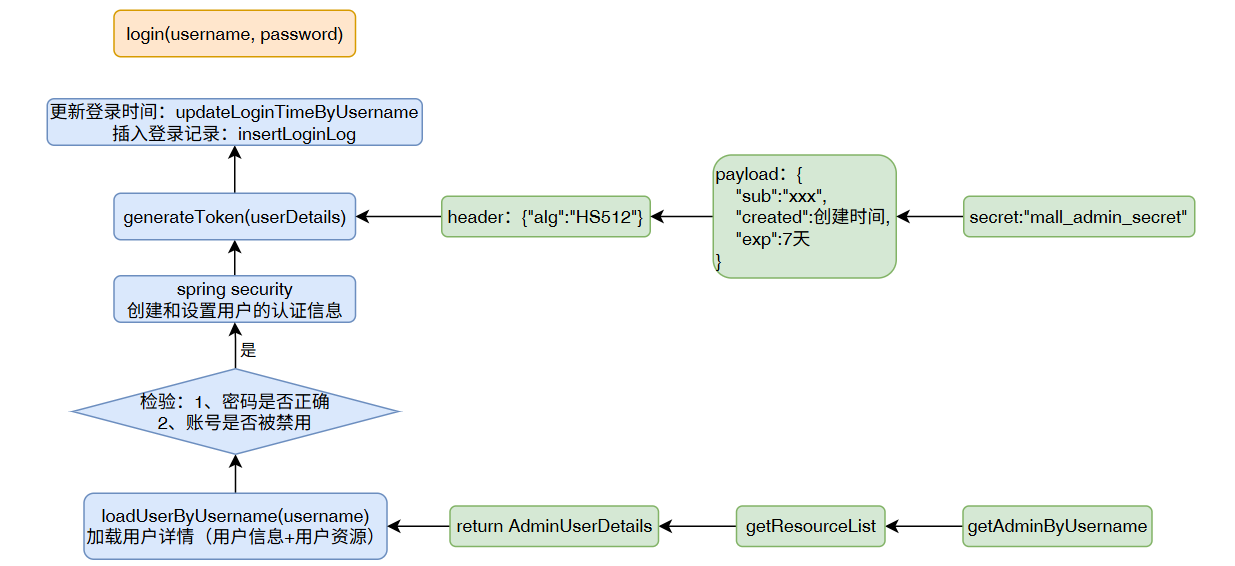 login(username, password)
更新登录时间：updateLoginTimeByUsername
插入登录记录：insertLoginLog
generateToken(userDetails)
header：{"alg":"HS512"}
payload：{
"sub":"xxx",
"created":创建时间,
"exp":7天
}
secret:"mall_admin_secret"
spring security
创建和设置用户的认证信息
是
检验：1、密码是否正确
2、账号是否被禁用
loadUserByUsername(username)
加载用户详情（用户信息+用户资源）
return AdminUserDetails
getResourceList
getAdminByUsername